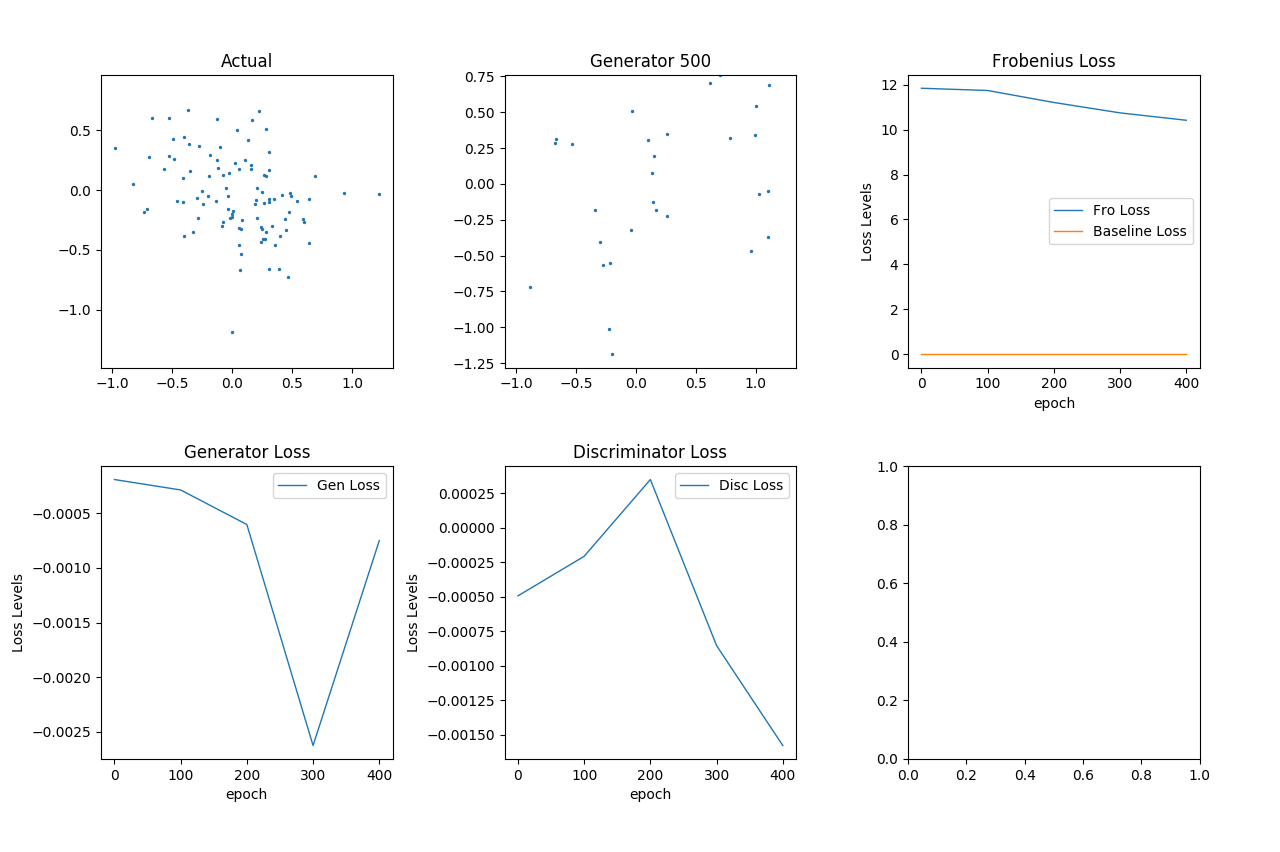 Actual
0.5
0.0
−0.5
−1.0
−1.0 −0.5 0.0 0.5 1.0
Generator 500
0.75
0.50
0.25
0.00
−0.25
−0.50
−0.75
−1.00
−1.25
−1.0 −0.5 0.0 0.5 1.0
Frobenius Loss
Loss Levels
12
10
8
6
4
2
0
Fro Loss
Baseline Loss
0 100 200 300 400
epoch
Generator Loss
Loss Levels
Gen Loss
−0.0005
−0.0010
−0.0015
−0.0020
−0.0025
0 100 200 300 400
epoch
Discriminator Loss
Loss Levels
Disc Loss
0.00025
0.00000
−0.00025
−0.00050
−0.00075
−0.00100
−0.00125
−0.00150
0 100 200 300 400
epoch
1.0
0.8
0.6
0.4
0.2
0.0
0.0 0.2 0.4 0.6 0.8 1.0